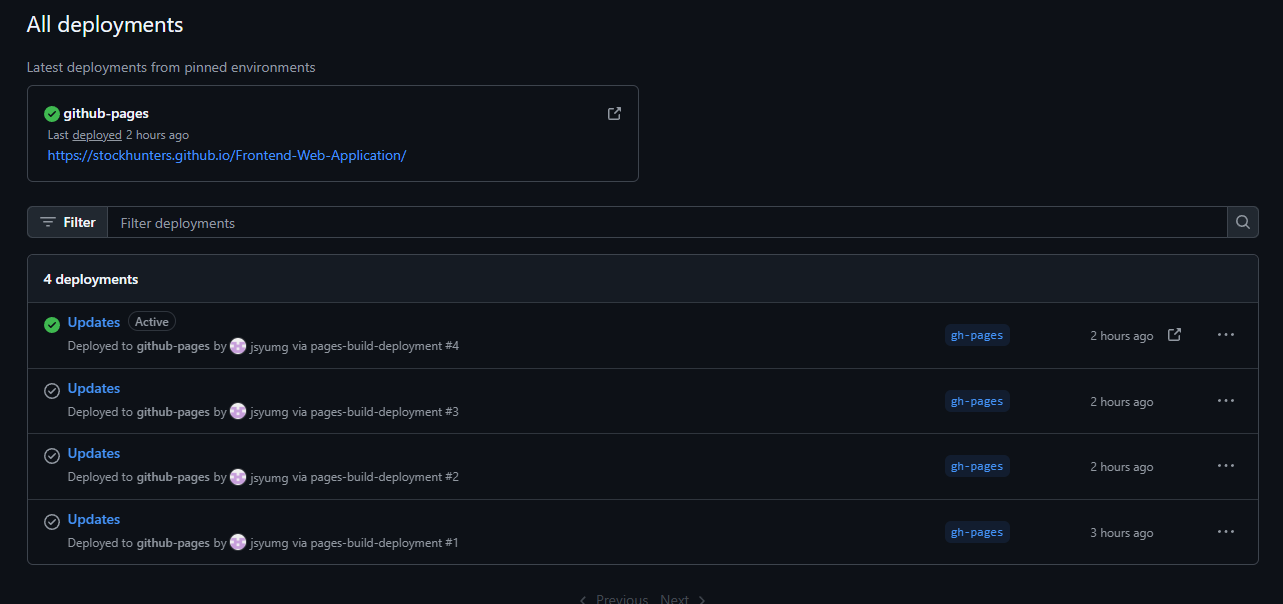 All deployments
Latest deployments from pinned environments
github-pages
Last deployed 2 hours ago
https://stockhunters.github.io/Frontend-Web-Application/
Filter
Filter deployments
4 deployments
Updates Active
Deployed to github-pages by jsyumg via pages-build-deployment #4
gh-pages
2 hours ago
Updates
Deployed to github-pages by jsyumg via pages-build-deployment #3
gh-pages
2 hours ago
Updates
Deployed to github-pages by jsyumg via pages-build-deployment #2
gh-pages
2 hours ago
Updates
Deployed to github-pages by jsyumg via pages-build-deployment #1
gh-pages
3 hours ago
Previous Next